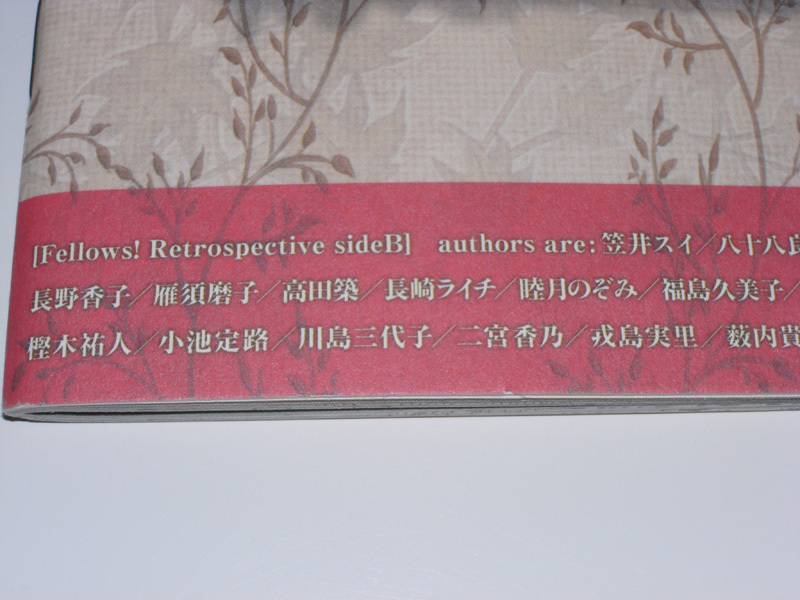 [Fellows! Retrospective sideB] authors are:笠井スイ／八十八良
長野香子／雁須磨子／高田築／長崎ライチ／睦月のぞみ／福島久美子／
樫木祐人／小池定路／川島三代子／二宮香乃／戎島実里／薮内貴